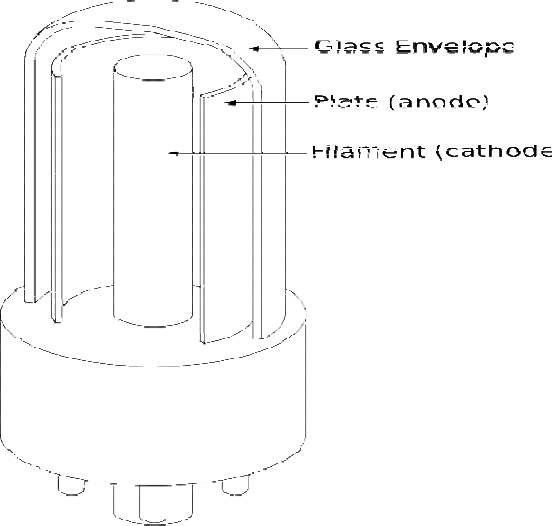 Glass Envelope
Plate (anode)
Filament (cathode